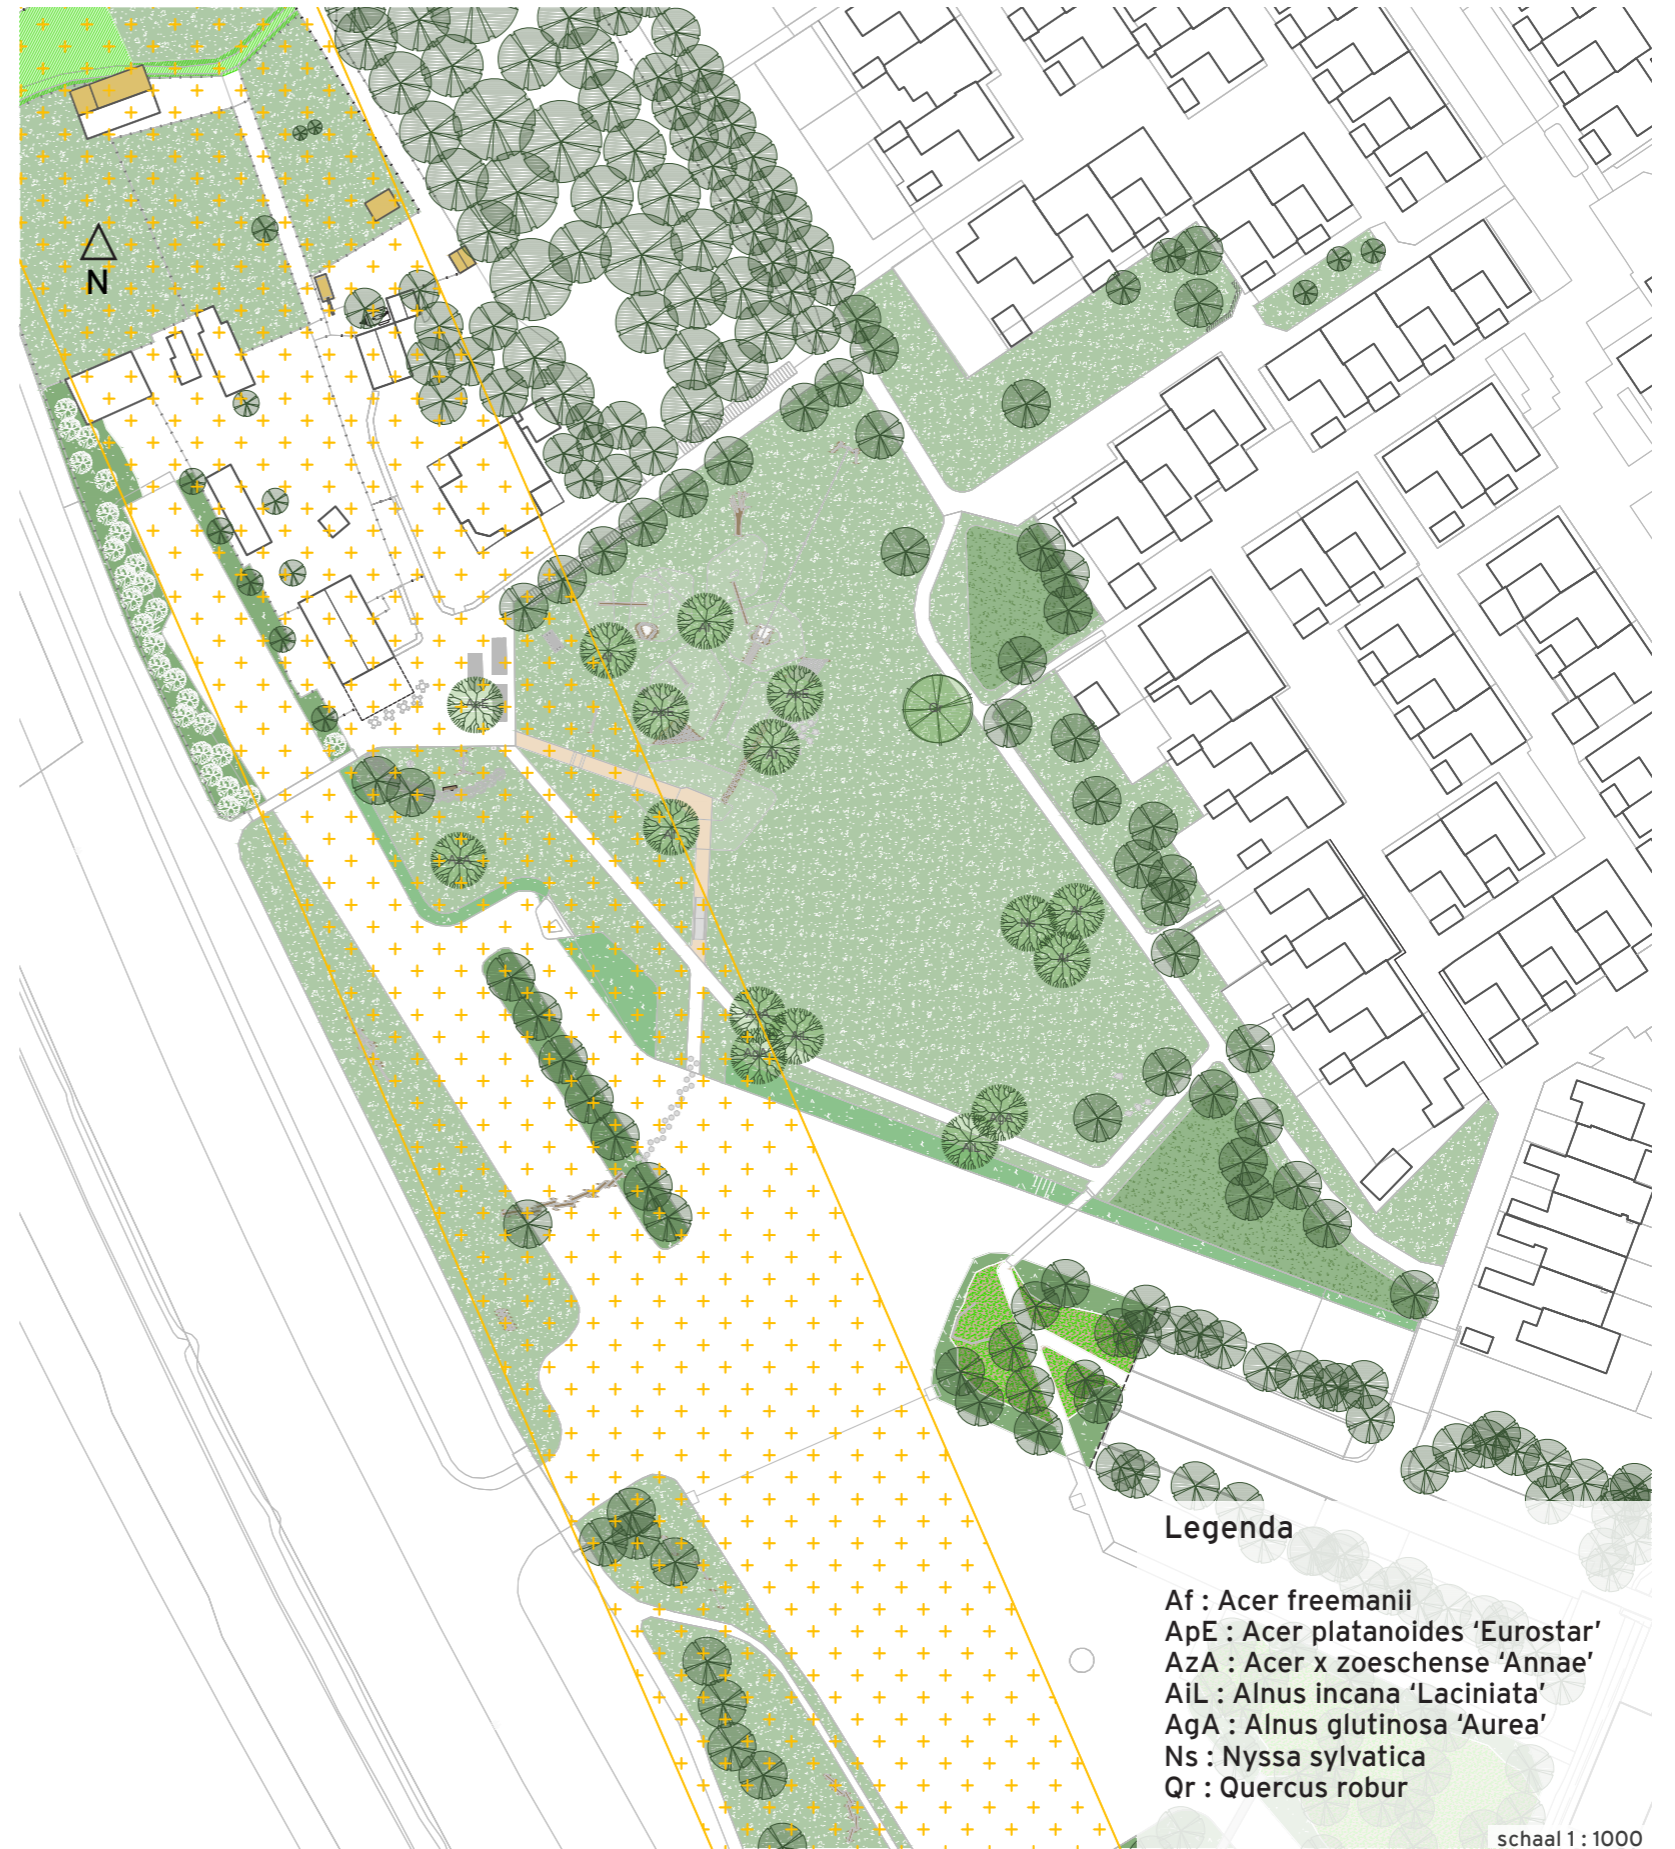 N
Legenda
Af : Acer freemanii
ApE : Acer platanoides ‘Eurostar’
AzA : Acer x zoeschense ‘Annae’
AiL : Alnus incana ‘Laciniata’
AgA : Alnus glutinosa ‘Aurea’
Ns : Nyssa sylvatica
Qr : Quercus robur
schaal 1 : 1000